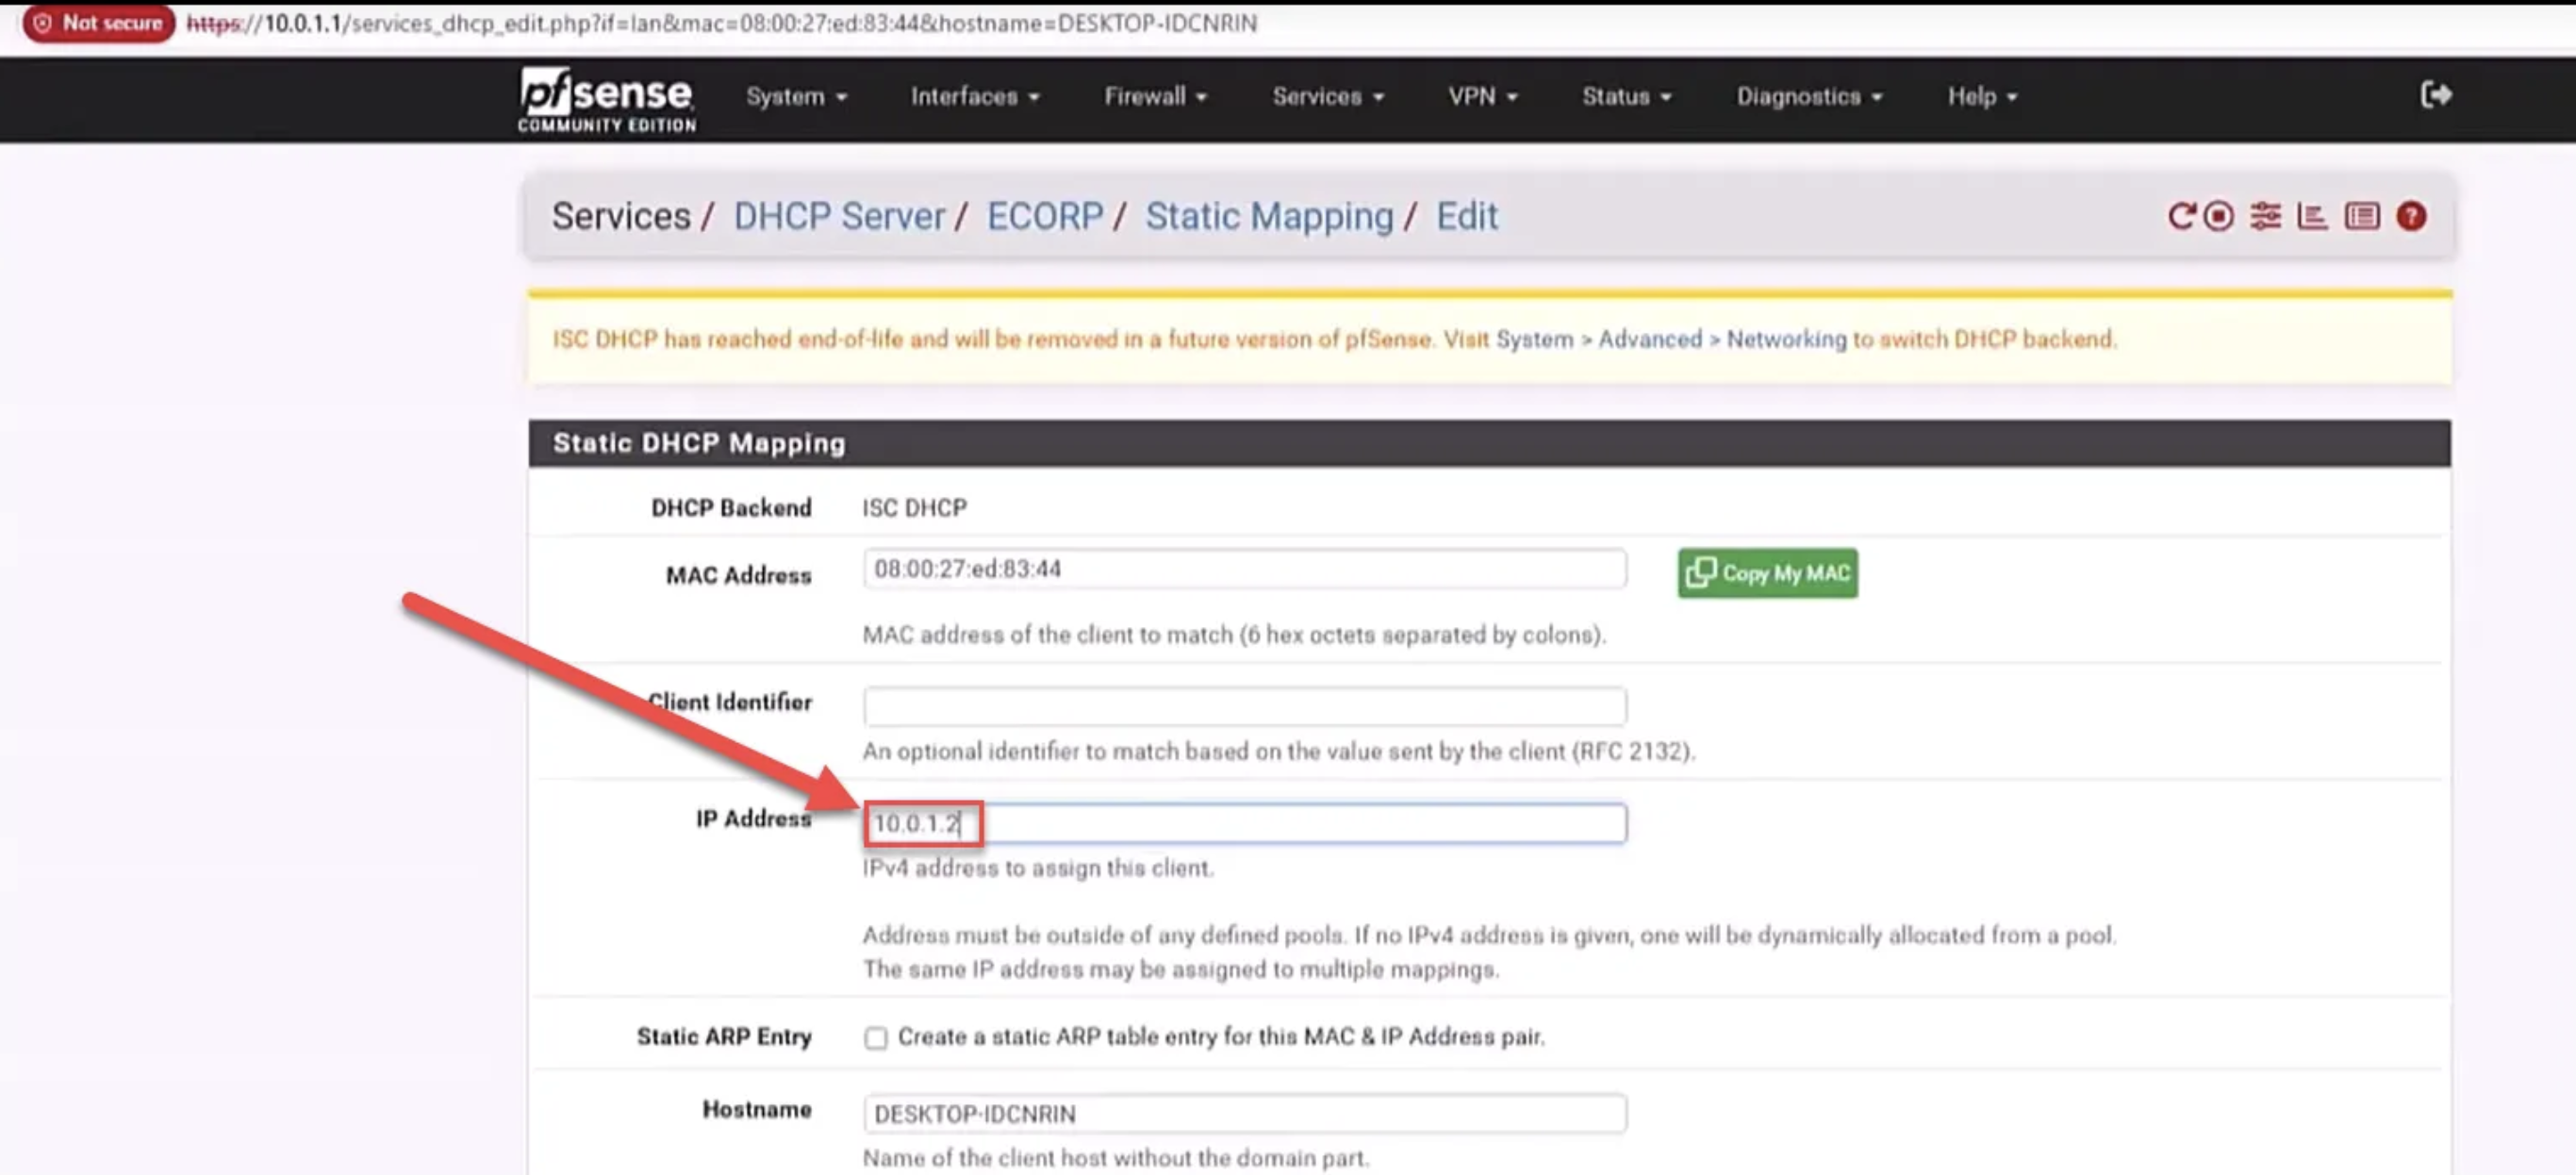 Not secure https://10.0.1.1/services_dhcp_edit.php?if=lan&mac=08:00:27:ed:83:44&hostname=DESKTOP-IDCNRIN
pfsense COMMUNITY EDITION
System Interfaces Firewall Services VPN Status Diagnostics Help
Services / DHCP Server / ECORP / Static Mapping / Edit
ISC DHCP has reached end-of-life and will be removed in a future version of pfSense. Visit System > Advanced > Networking to switch DHCP backend.
Static DHCP Mapping
DHCP Backend ISC DHCP
MAC Address 08:00:27:ed:83:44 Copy My MAC
MAC address of the client to match (6 hex octets separated by colons).
Client Identifier
An optional identifier to match based on the value sent by the client (RFC 2132).
IP Address 10.0.1.2
IPv4 address to assign this client.
Address must be outside of any defined pools. If no IPv4 address is given, one will be dynamically allocated from a pool.
The same IP address may be assigned to multiple mappings.
Static ARP Entry Create a static ARP table entry for this MAC & IP Address pair.
Hostname DESKTOP-IDCNRIN
Name of the client host without the domain part.